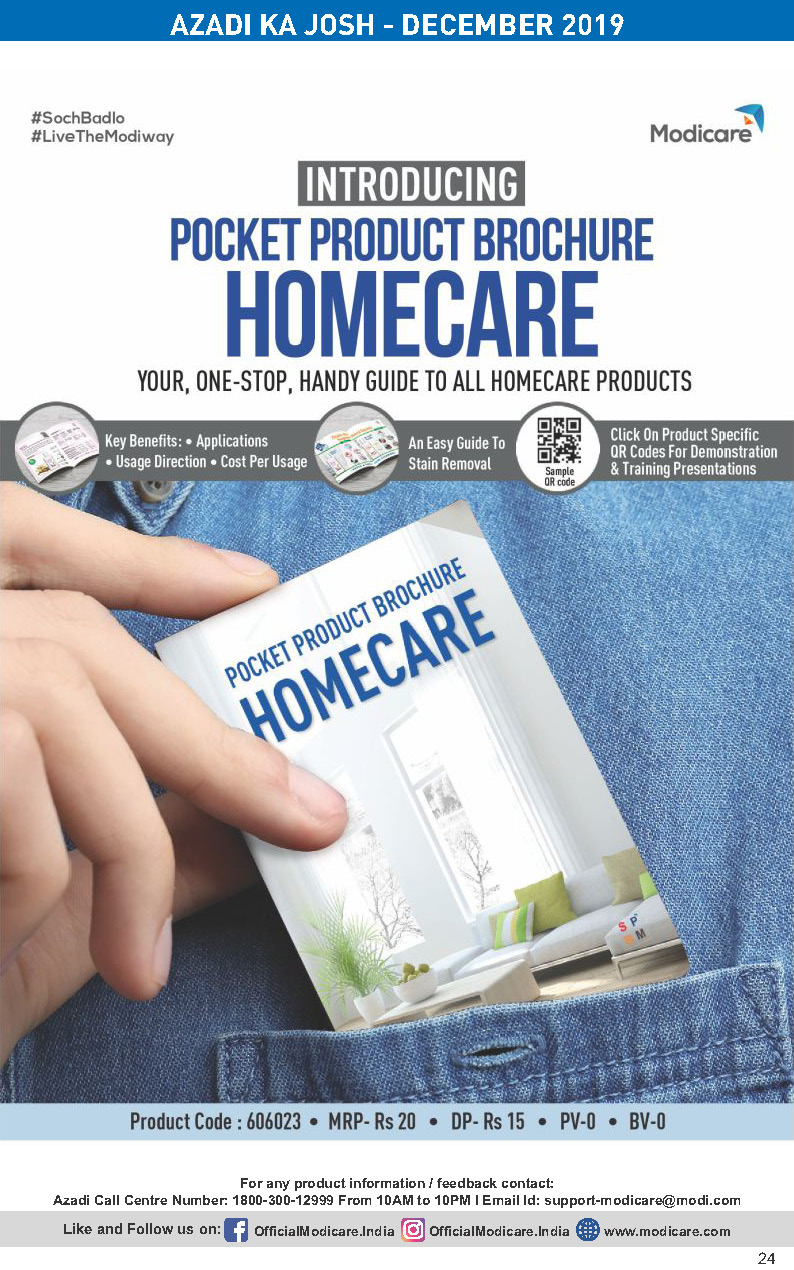 AZADI KA JOSH - DECEMBER 2019
#SochBadlo
#LiveTheModiway
Modicare
INTRODUCING
POCKET PRODUCT BROCHURE
HOMECARE
YOUR, ONE-STOP, HANDY GUIDE TO ALL HOMECARE PRODUCTS
Key Benefits: • Applications
• Usage Direction • Cost Per Usage
An Easy Guide To
Stain Removal
Sample
QR code
Click On Product Specific
QR Codes For Demonstration
& Training Presentations
POCKET PRODUCT BROCHURE
HOMECARE
S P
M
Product Code : 606023 • MRP- Rs 20 • DP- Rs 15 • PV-0 • BV-0
For any product information / feedback contact:
Azadi Call Centre Number: 1800-300-12999 From 10AM to 10PM I Email Id: support-modicare@modi.com
Like and Follow us on: OfficialModicare.India OfficialModicare.India www.modicare.com
24